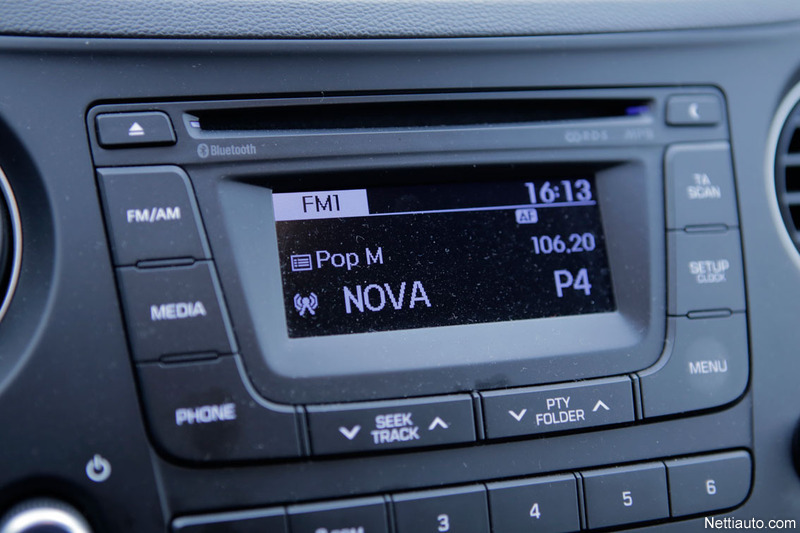 Bluetooth
FM/AM
MEDIA
PHONE
FM1
16:13
AF
Pop M
106.20
NOVA
P4
TA
SCAN
SETUP
CLOCK
MENU
SEEK
TRACK
PTY
FOLDER
3
4
5
6
Nettiauto.com